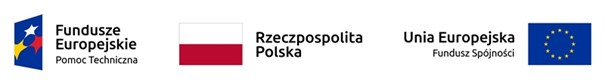 Fundusze
Europejskie
Pomoc Techniczna
Rzeczpospolita
Polska
Unia Europejska
Fundusz Spójności